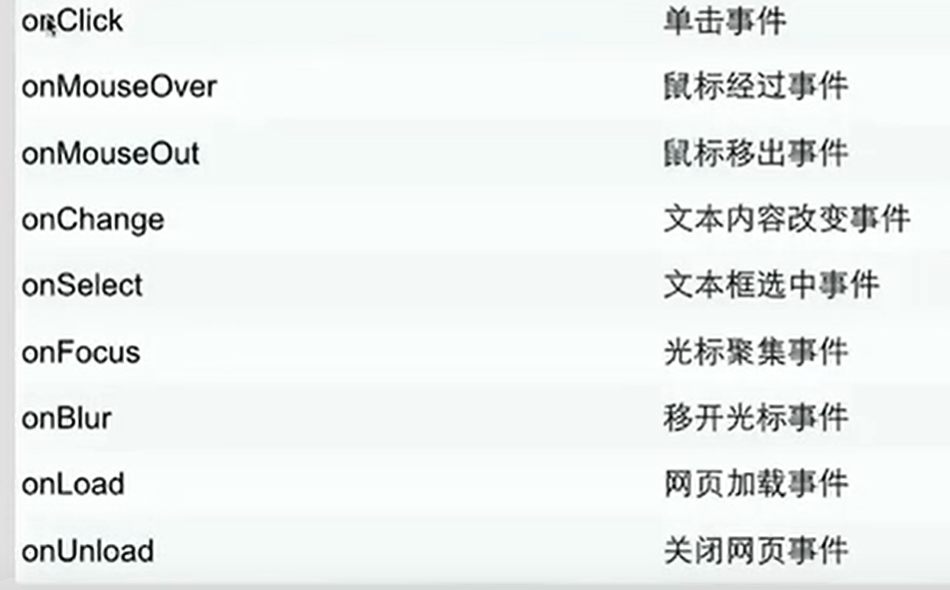 onClick 单击事件
onMouseOver 鼠标经过事件
onMouseOut 鼠标移出事件
onChange 文本内容改变事件
onSelect 文本框选中事件
onFocus 光标聚集事件
onBlur 移开光标事件
onLoad 网页加载事件
onUnload 关闭网页事件